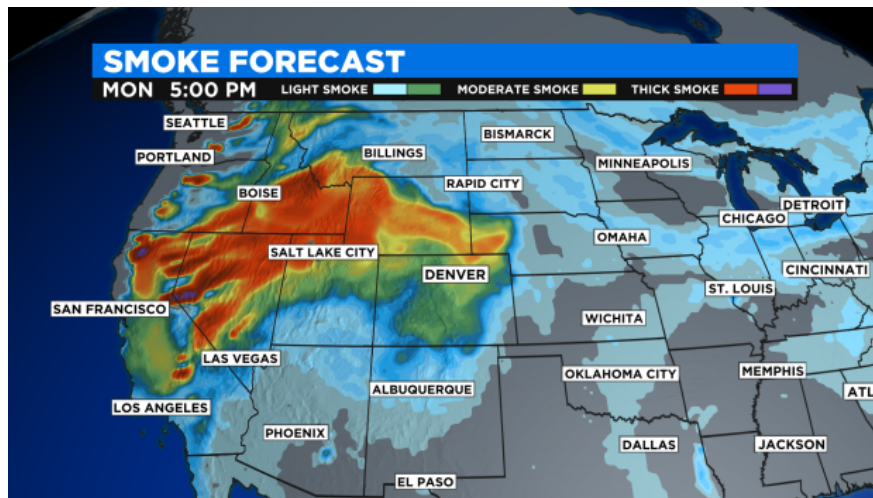 SMOKE FORECAST
MON 5:00 PM LIGHT SMOKE MODERATE SMOKE THICK SMOKE
SEATTLE
BISMARCK
PORTLAND
BILLINGS
MINNEAPOLIS
RAPID CITY
BOISE
DETROIT
CHICAGO
OMAHA
SALT LAKE CITY
DENVER
CINCINNATI
ST. LOUIS
SAN FRANCISCO
WICHITA
LAS VEGAS
MEMPHIS
OKLAHOMA CITY
ALBUQUERQUE
ATL
LOS ANGELES
PHOENIX
DALLAS
JACKSON
EL PASO